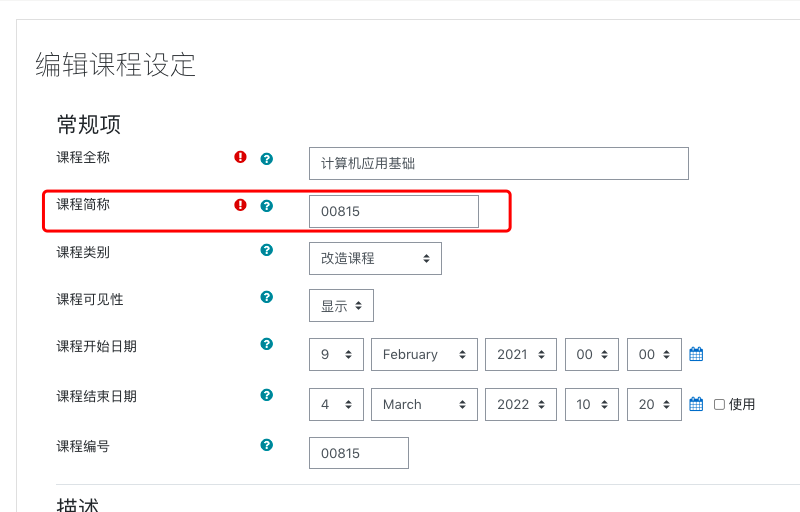 编辑课程设定
常规项
课程全称 计算机应用基础
课程简称 00815
课程类别 改造课程
课程可见性 显示
课程开始日期 9 February 2021 00 00
课程结束日期 4 March 2022 10 20 使用
课程编号 00815
描述